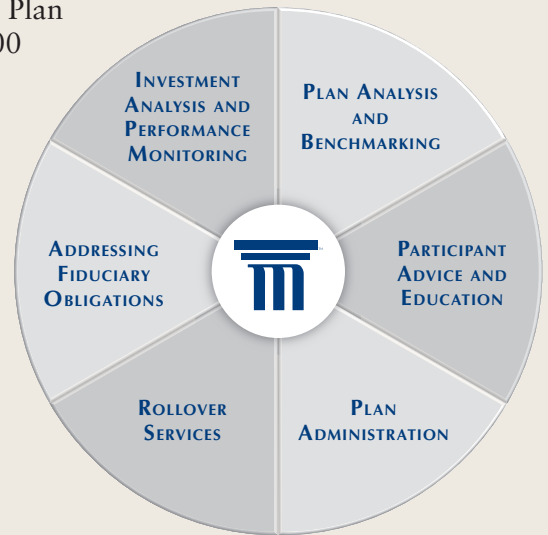 Plan
00
INVESTMENT
ANALYSIS AND
PERFORMANCE
MONITORING
PLAN ANALYSIS
AND
BENCHMARKING
PARTICIPANT
ADVICE AND
EDUCATION
PLAN
ADMINISTRATION
ROLLOVER
SERVICES
ADDRESSING
FIDUCIARY
OBLIGATIONS
m